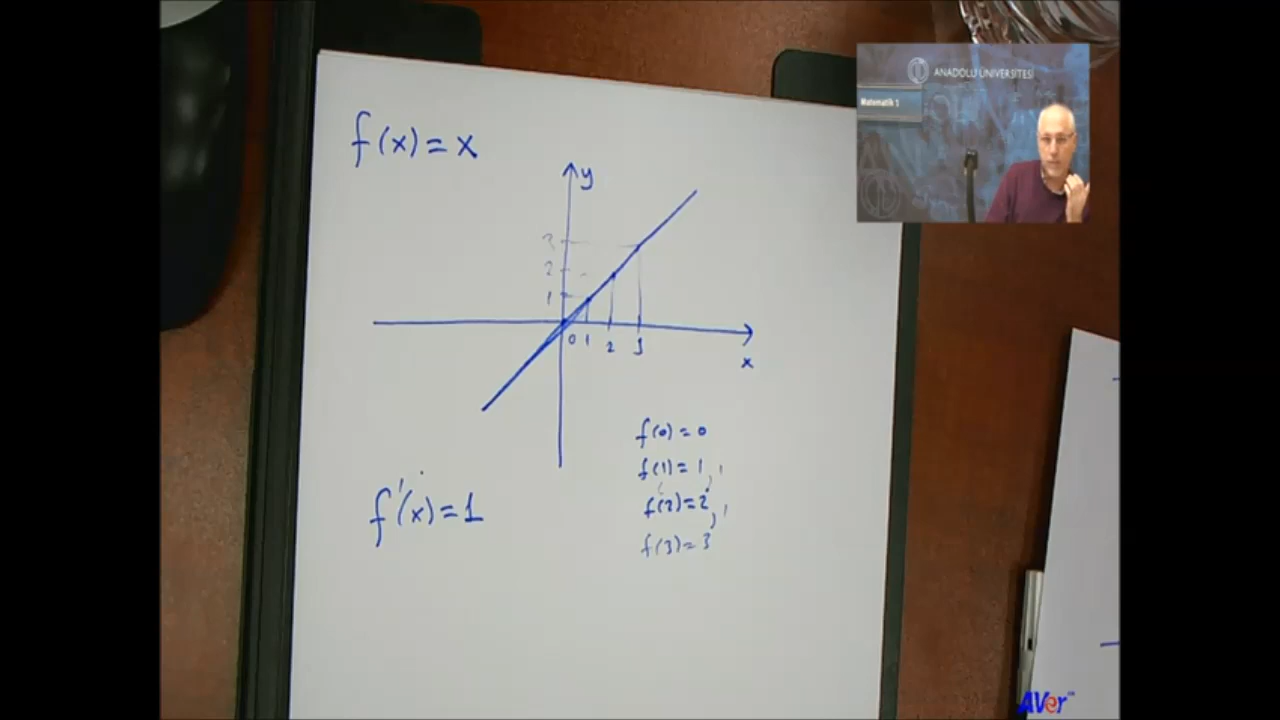 f(x) = x
ANADOLU ÜNİVERSİTESİ
Matematik 1
y
3
2
1
0 1 2 3
x
f(0) = 0
f(1) = 1
f(2) = 2
f(3) = 3
f'(x) = 1
AVer